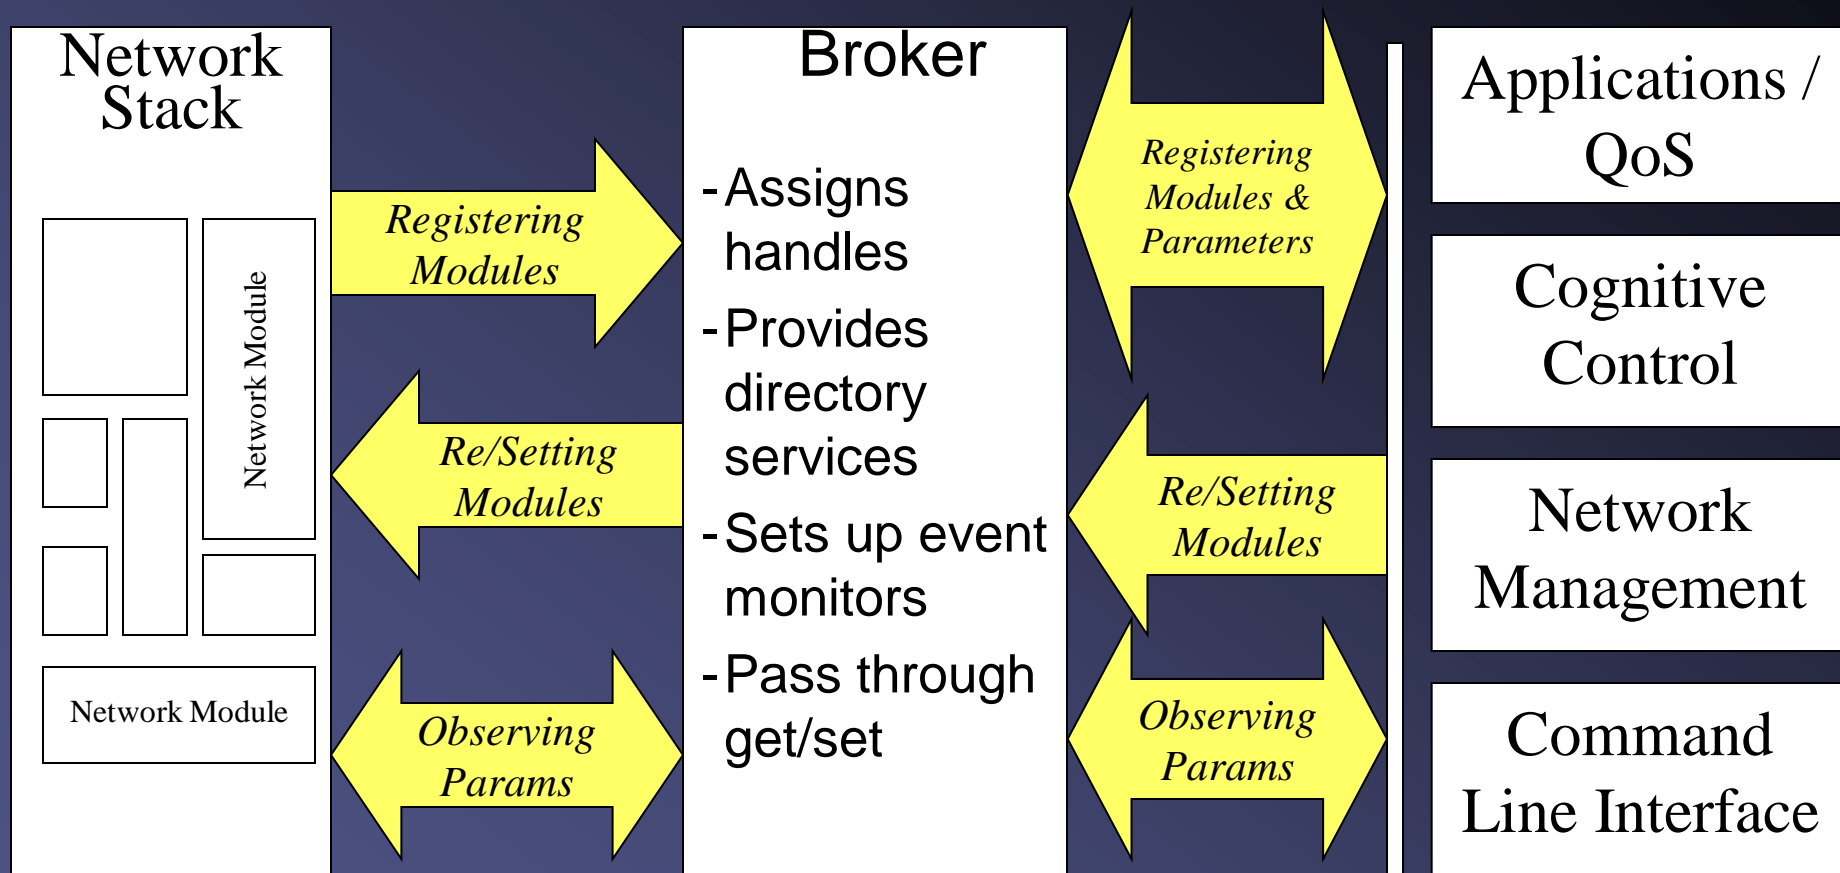 Network
Stack
Network Module
Network Module
Registering
Modules
Re/Setting
Modules
Observing
Params
Broker
-Assigns
handles
-Provides
directory
services
-Sets up event
monitors
-Pass through
get/set
Registering
Modules &
Parameters
Re/Setting
Modules
Observing
Params
Applications /
QoS
Cognitive
Control
Network
Management
Command
Line Interface